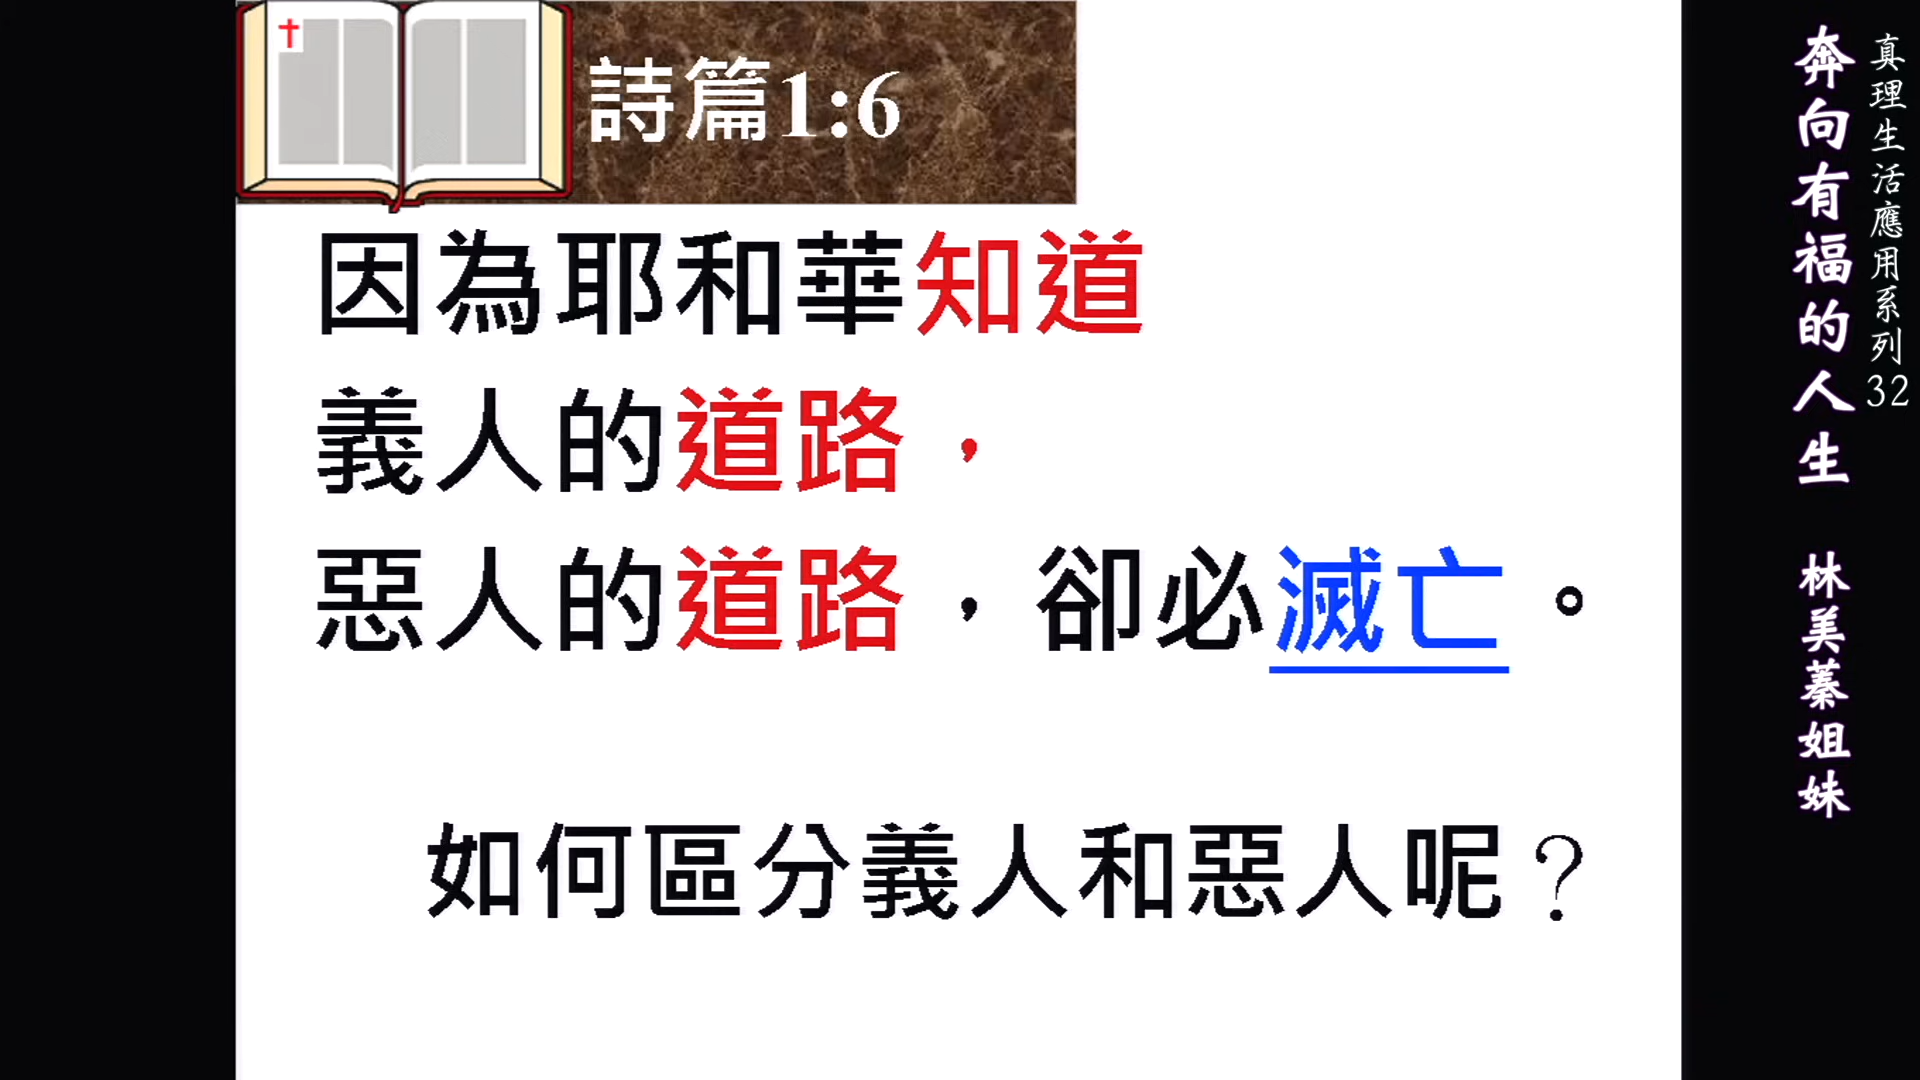 詩篇1:6
因為耶和華知道
義人的道路，
惡人的道路，卻必滅亡。
如何區分義人和惡人呢？
真理生活應用系列32
奔向有福的人生 林美蓁姐妹